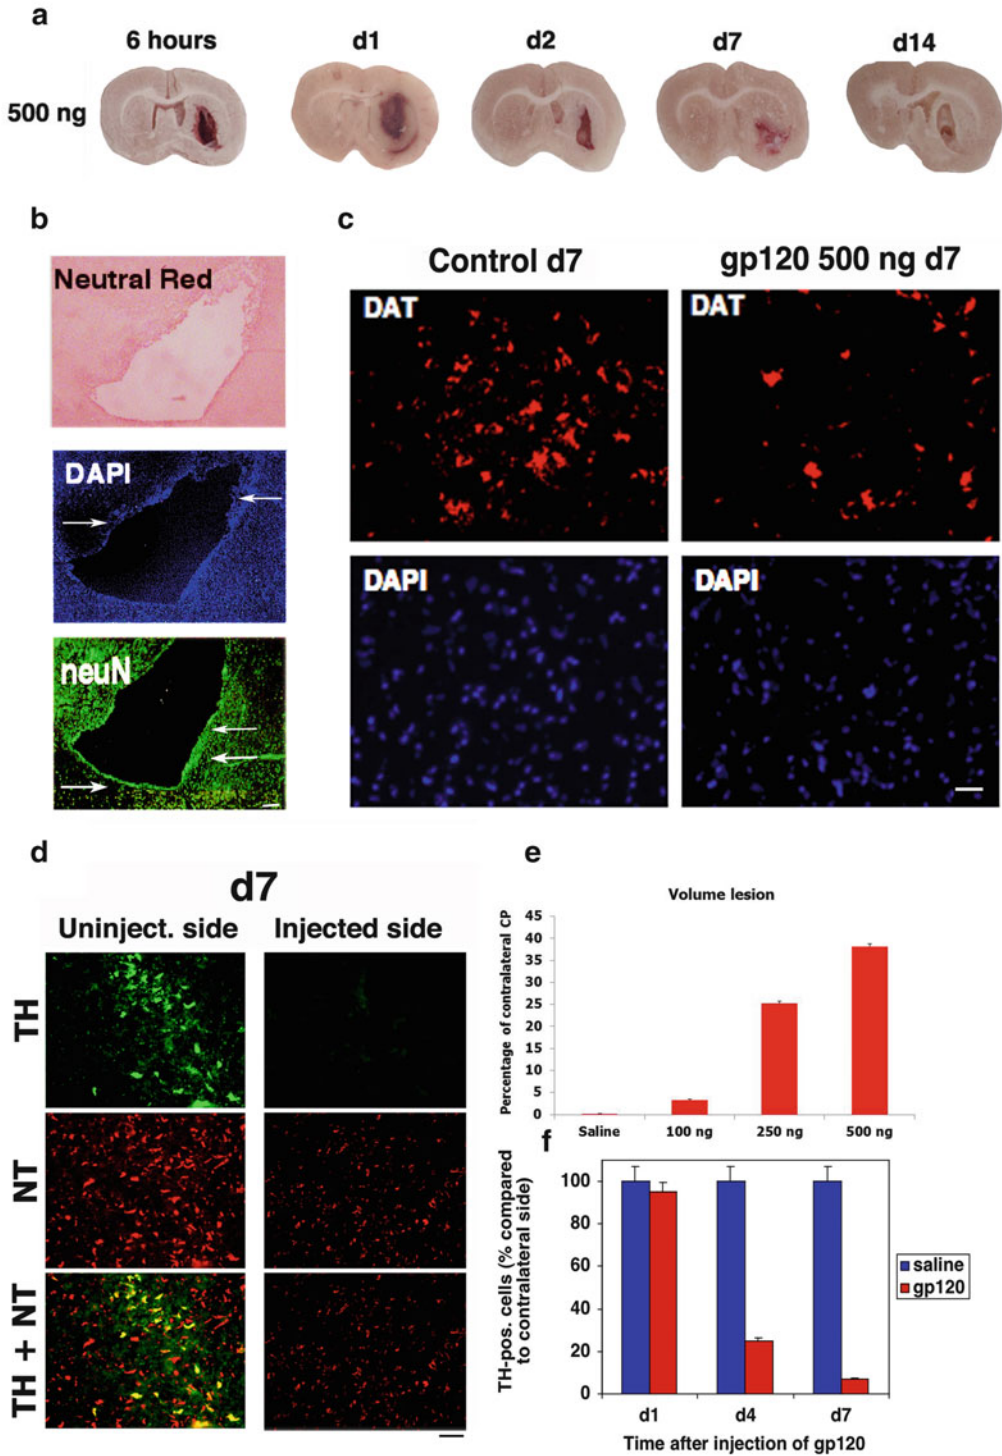 a
6 hours d1 d2 d7 d14
500 ng
b
Neutral Red
DAPI
neuN
c
Control d7 gp120 500 ng d7
DAT DAT
DAPI DAPI
d
d7
Uninject. side Injected side
TH
NT
TH + NT
e
Volume lesion
Percentage of contralateral CP
45
40
35
30
25
20
15
10
5
0
Saline 100 ng 250 ng 500 ng
f
TH-pos. cells (% compared
to contralateral side)
100
80
60
40
20
0
d1 d4 d7
saline
gp120
Time after injection of gp120